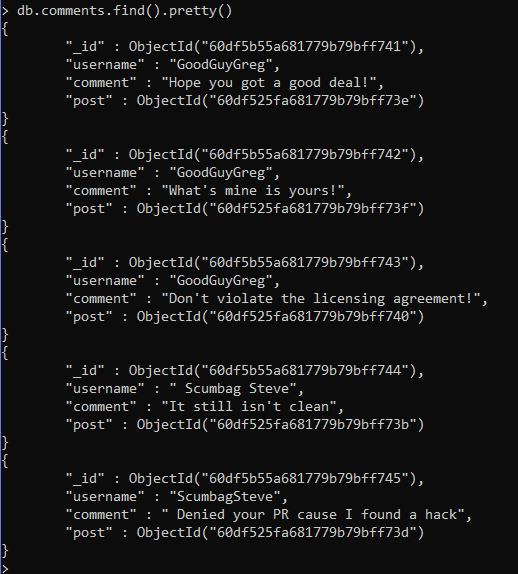 > db.comments.find().pretty()
{
"_id" : ObjectId("60df5b55a681779b79bff741"),
"username" : "GoodGuyGreg",
"comment" : "Hope you got a good deal!",
"post" : ObjectId("60df525fa681779b79bff73e")
}
{
"_id" : ObjectId("60df5b55a681779b79bff742"),
"username" : "GoodGuyGreg",
"comment" : "What's mine is yours!",
"post" : ObjectId("60df525fa681779b79bff73f")
}
{
"_id" : ObjectId("60df5b55a681779b79bff743"),
"username" : "GoodGuyGreg",
"comment" : "Don't violate the licensing agreement!",
"post" : ObjectId("60df525fa681779b79bff740")
}
{
"_id" : ObjectId("60df5b55a681779b79bff744"),
"username" : " Scumbag Steve",
"comment" : "It still isn't clean",
"post" : ObjectId("60df525fa681779b79bff73b")
}
{
"_id" : ObjectId("60df5b55a681779b79bff745"),
"username" : "ScumbagSteve",
"comment" : " Denied your PR cause I found a hack",
"post" : ObjectId("60df525fa681779b79bff73d")
}
>